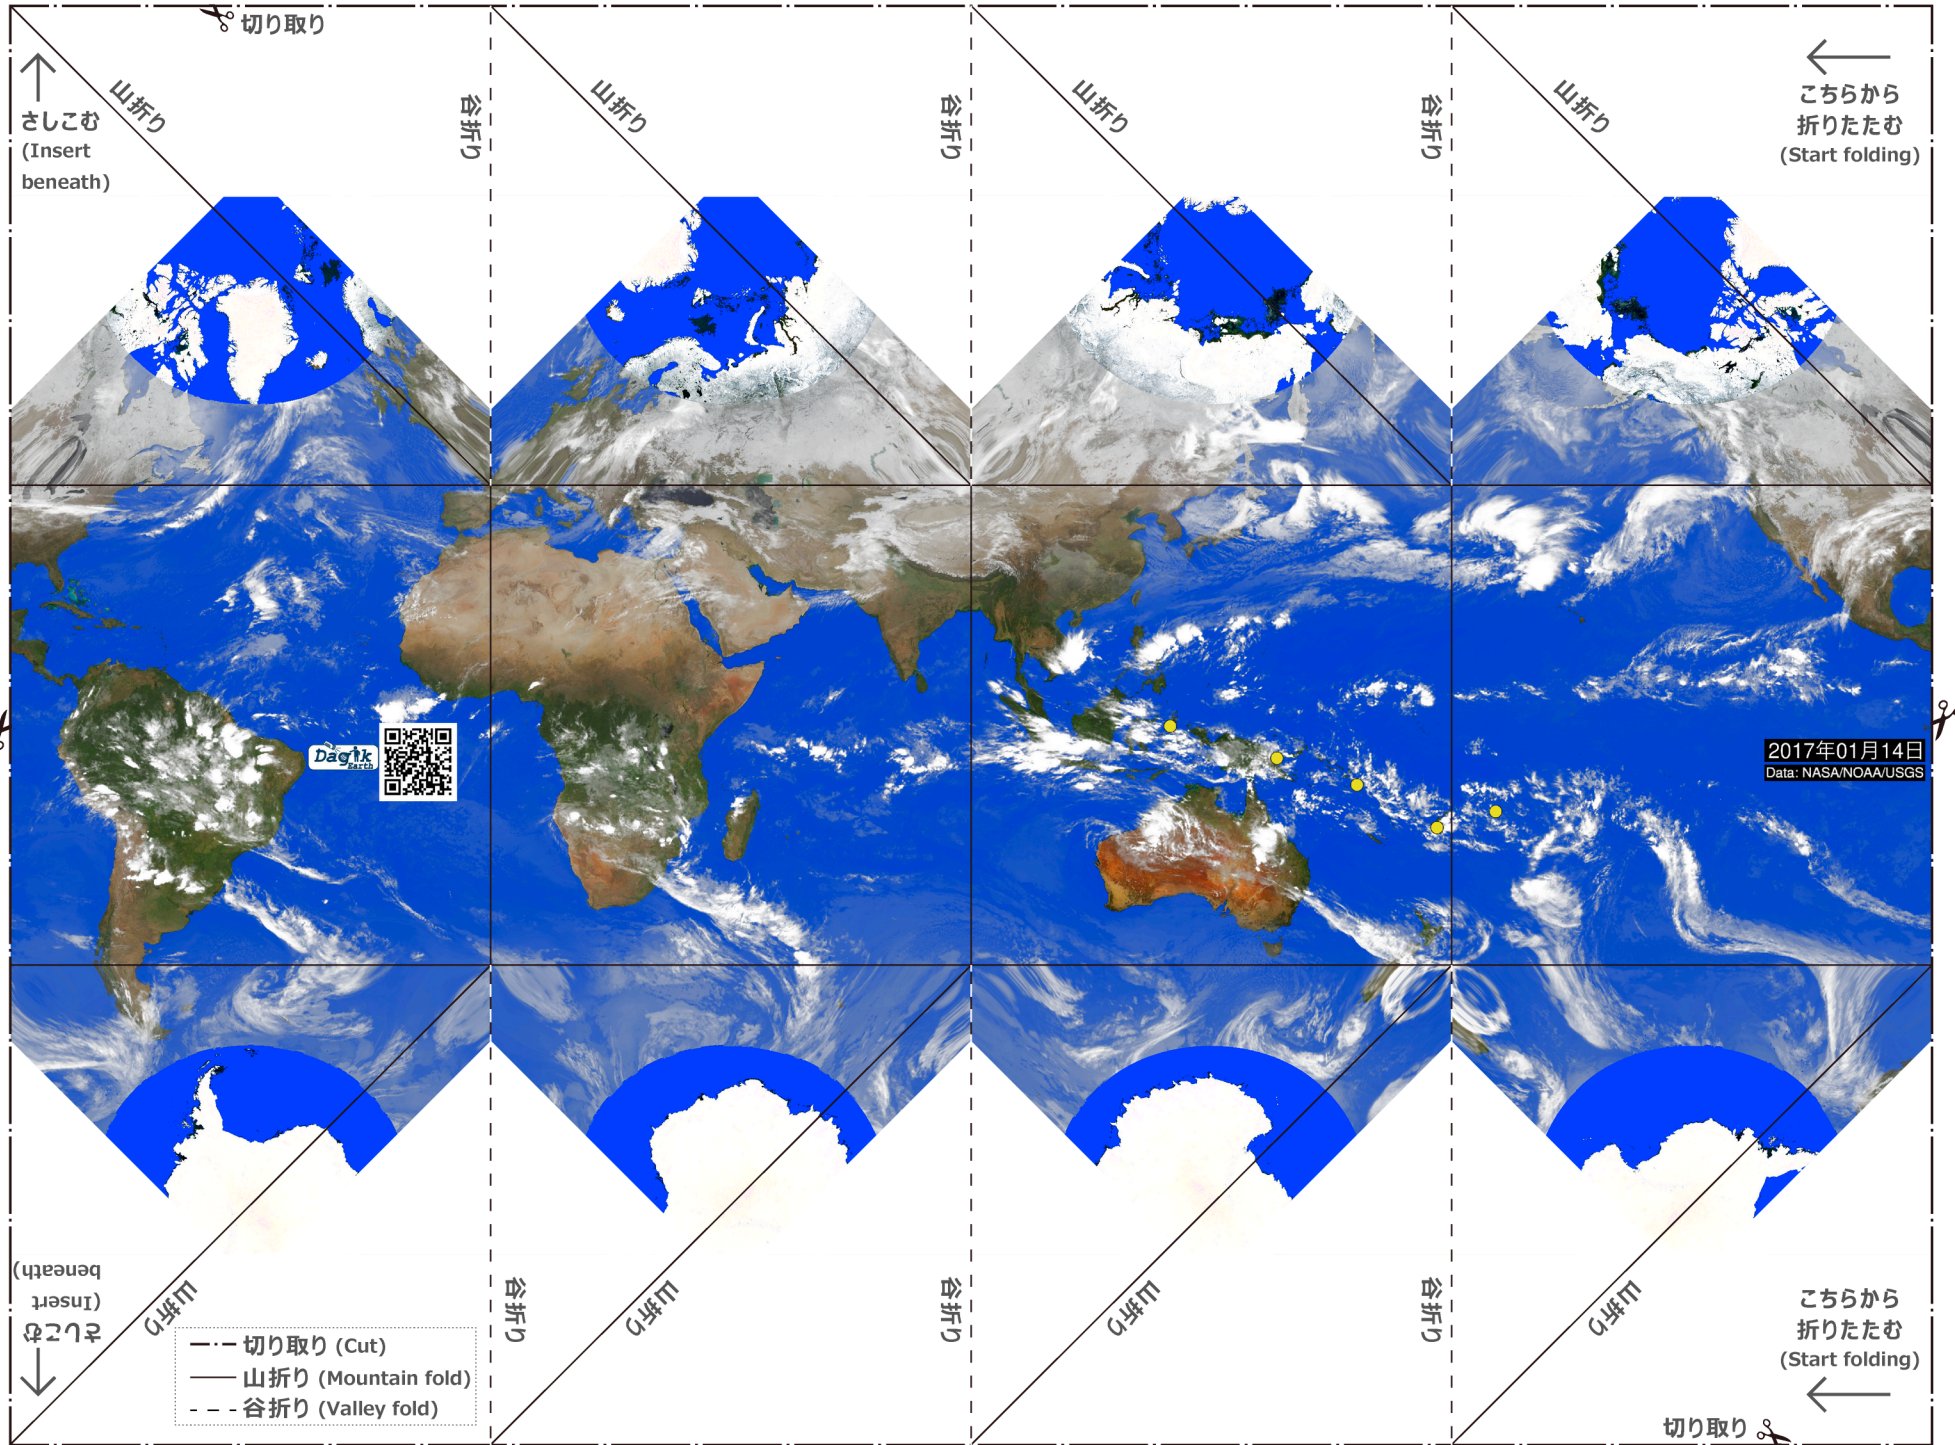 切り取り
さしこむ
(Insert
beneath)
山折り
谷折り
山折り
谷折り
山折り
谷折り
山折り
こちらから
折りたたむ
(Start folding)
Dagik
Earth
2017年01月14日
Data: NASA/NOAA/USGS
さしこむ
(Insert
beneath)
山折り
谷折り
山折り
谷折り
山折り
谷折り
山折り
こちらから
折りたたむ
(Start folding)
切り取り (Cut)
山折り (Mountain fold)
谷折り (Valley fold)
切り取り